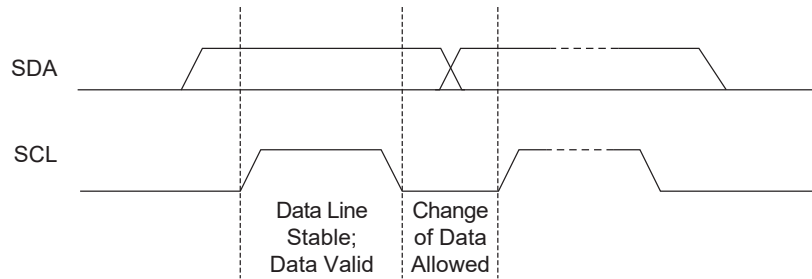 SDA
SCL
Data Line
Stable;
Data Valid
Change
of Data
Allowed